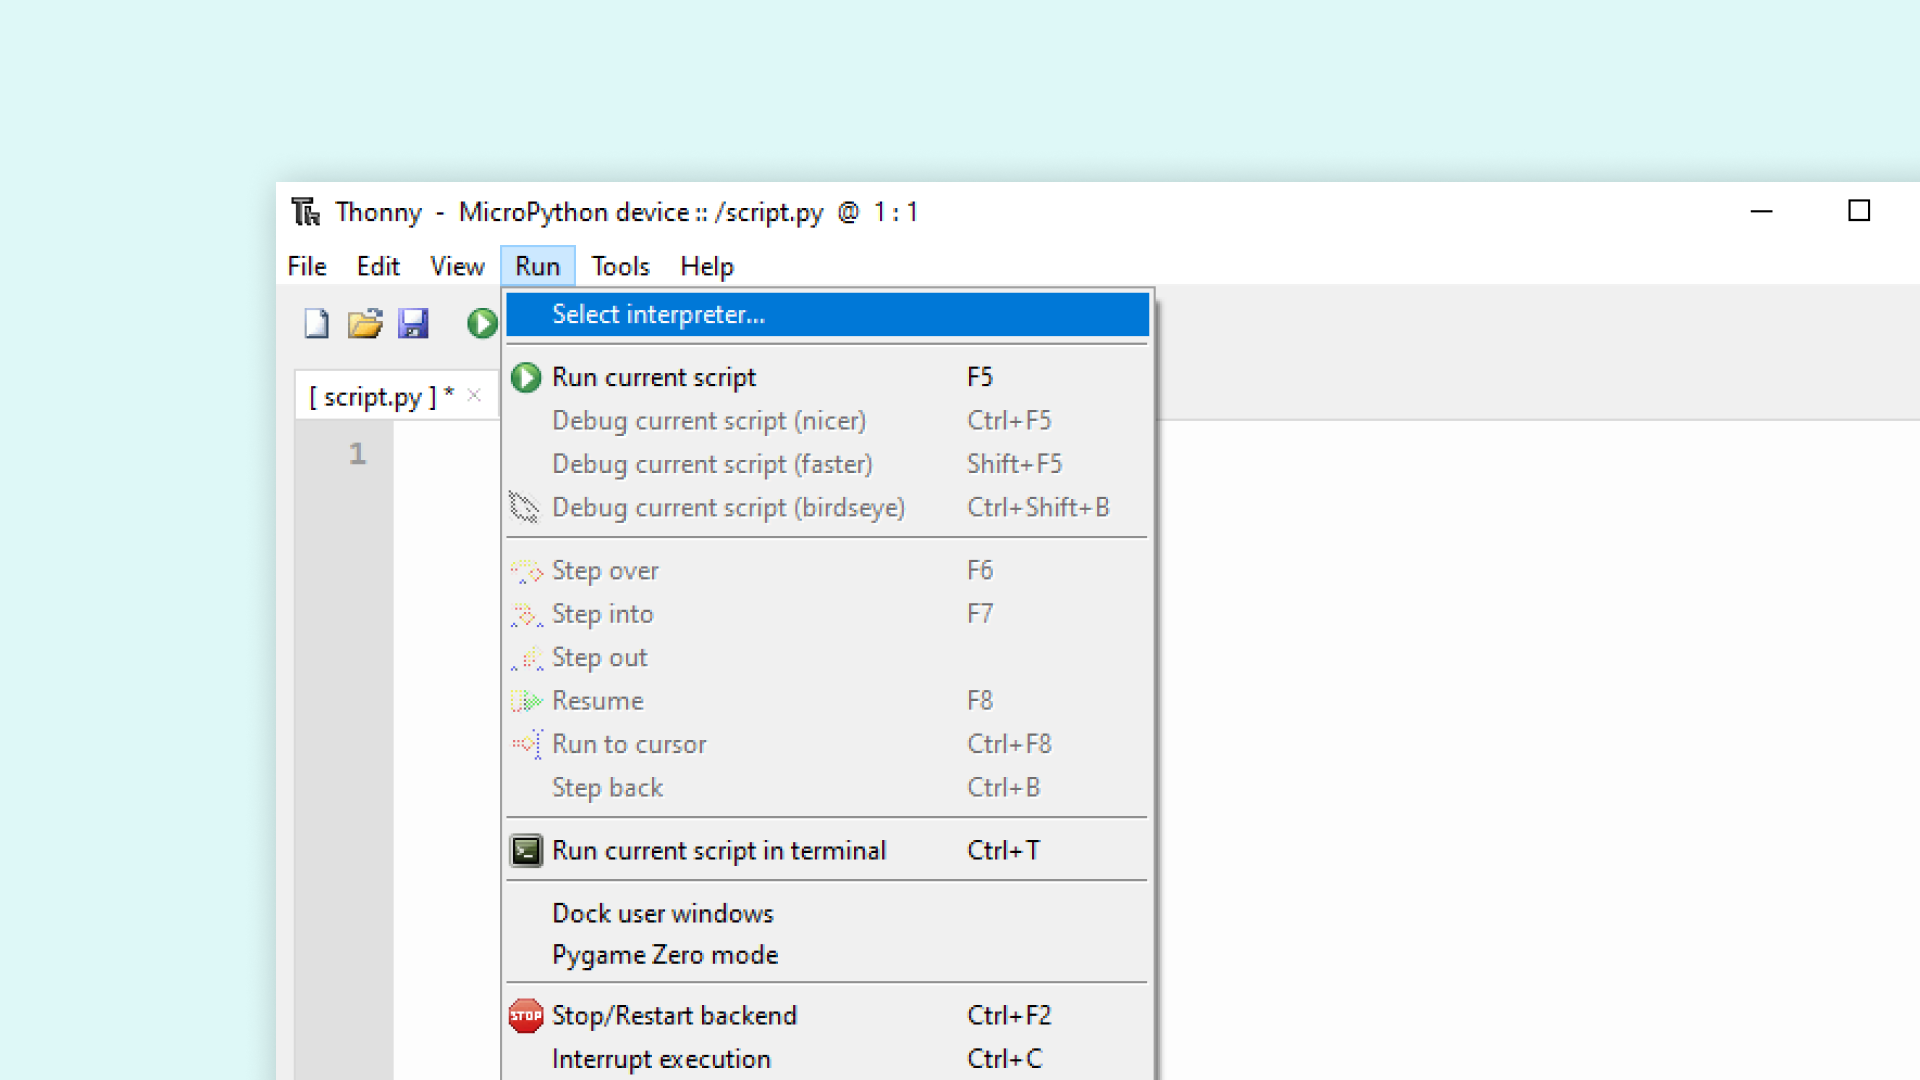 Thonny - MicroPython device :: /script.py @ 1 : 1
File Edit View Run Tools Help
Select interpreter...
[ script.py ] *
Run current script F5
Debug current script (nicer) Ctrl+F5
1
Debug current script (faster) Shift+F5
Debug current script (birdseye) Ctrl+Shift+B
Step over F6
Step into F7
Step out
Resume F8
Run to cursor Ctrl+F8
Step back Ctrl+B
Run current script in terminal Ctrl+T
Dock user windows
Pygame Zero mode
STOP Stop/Restart backend Ctrl+F2
Interrupt execution Ctrl+C